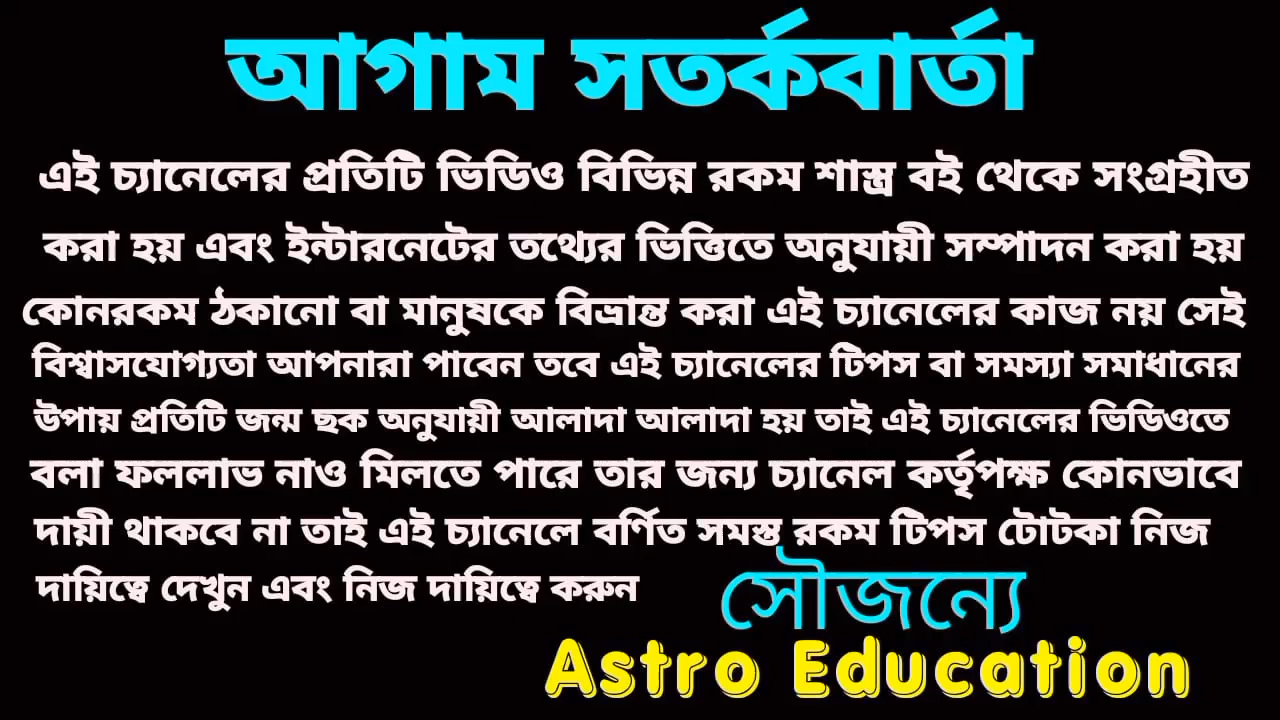 আগাম সতর্কবার্তা
এই চ্যানেলের প্রতিটি ভিডিও বিভিন্ন রকম শাস্ত্র বই থেকে সংগ্রহীত
করা হয় এবং ইন্টারনেটের তথ্যের ভিত্তিতে অনুযায়ী সম্পাদন করা হয়
কোনরকম ঠকানো বা মানুষকে বিভ্রান্ত করা এই চ্যানেলের কাজ নয় সেই
বিশ্বাসযোগ্যতা আপনারা পাবেন তবে এই চ্যানেলের টিপস বা সমস্যা সমাধানের
উপায় প্রতিটি জন্ম ছক অনুযায়ী আলাদা আলাদা হয় তাই এই চ্যানেলের ভিডিওতে
বলা ফললাভ নাও মিলতে পারে তার জন্য চ্যানেল কর্তৃপক্ষ কোনভাবে
দায়ী থাকবে না তাই এই চ্যানেলে বর্ণিত সমস্ত রকম টিপস টোটকা নিজ
দায়িত্বে দেখুন এবং নিজ দায়িত্বে করুন
সৌজন্যে
Astro Education